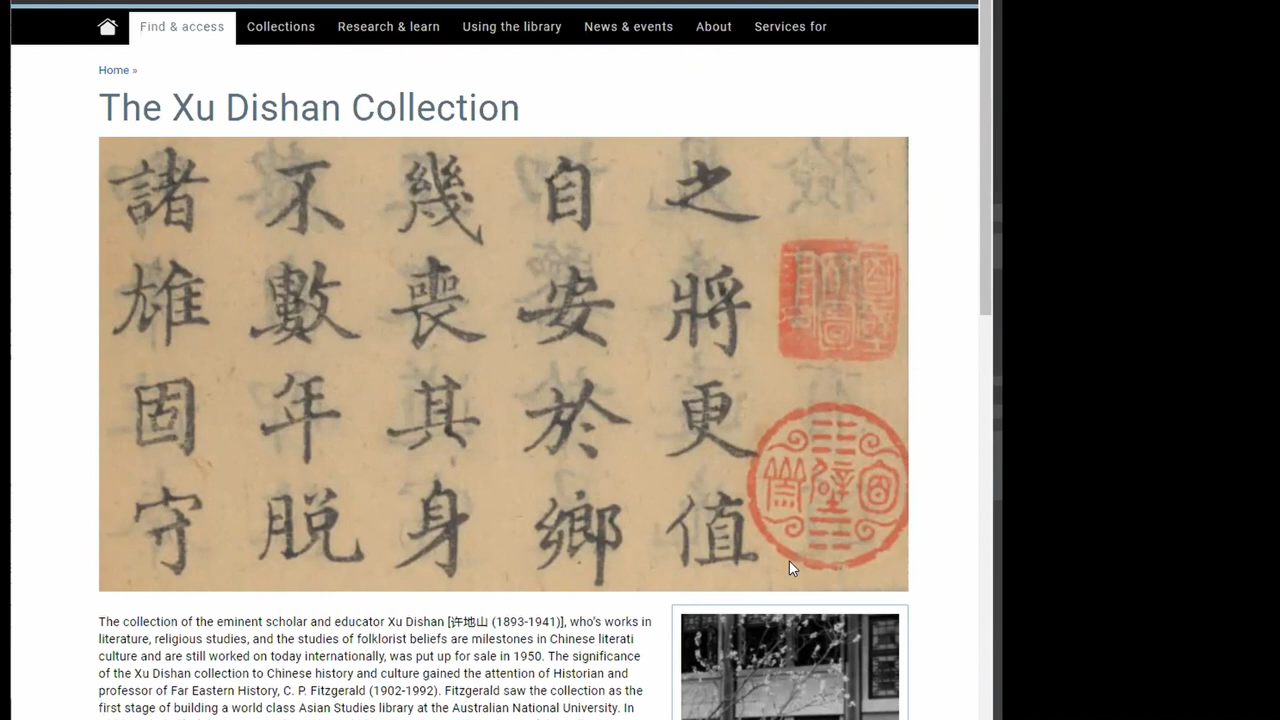 Find & access Collections Research & learn Using the library News & events About Services for
Home »
The Xu Dishan Collection
之將更值
自安於鄉
幾喪其身
不數年脱
諸雄固守
The collection of the eminent scholar and educator Xu Dishan [许地山 (1893-1941)], who's works in
literature, religious studies, and the studies of folklorist beliefs are milestones in Chinese literati
culture and are still worked on today internationally, was put up for sale in 1950. The significance
of the Xu Dishan collection to Chinese history and culture gained the attention of Historian and
professor of Far Eastern History, C. P. Fitzgerald (1902-1992). Fitzgerald saw the collection as the
first stage of building a world class Asian Studies library at the Australian National University. In